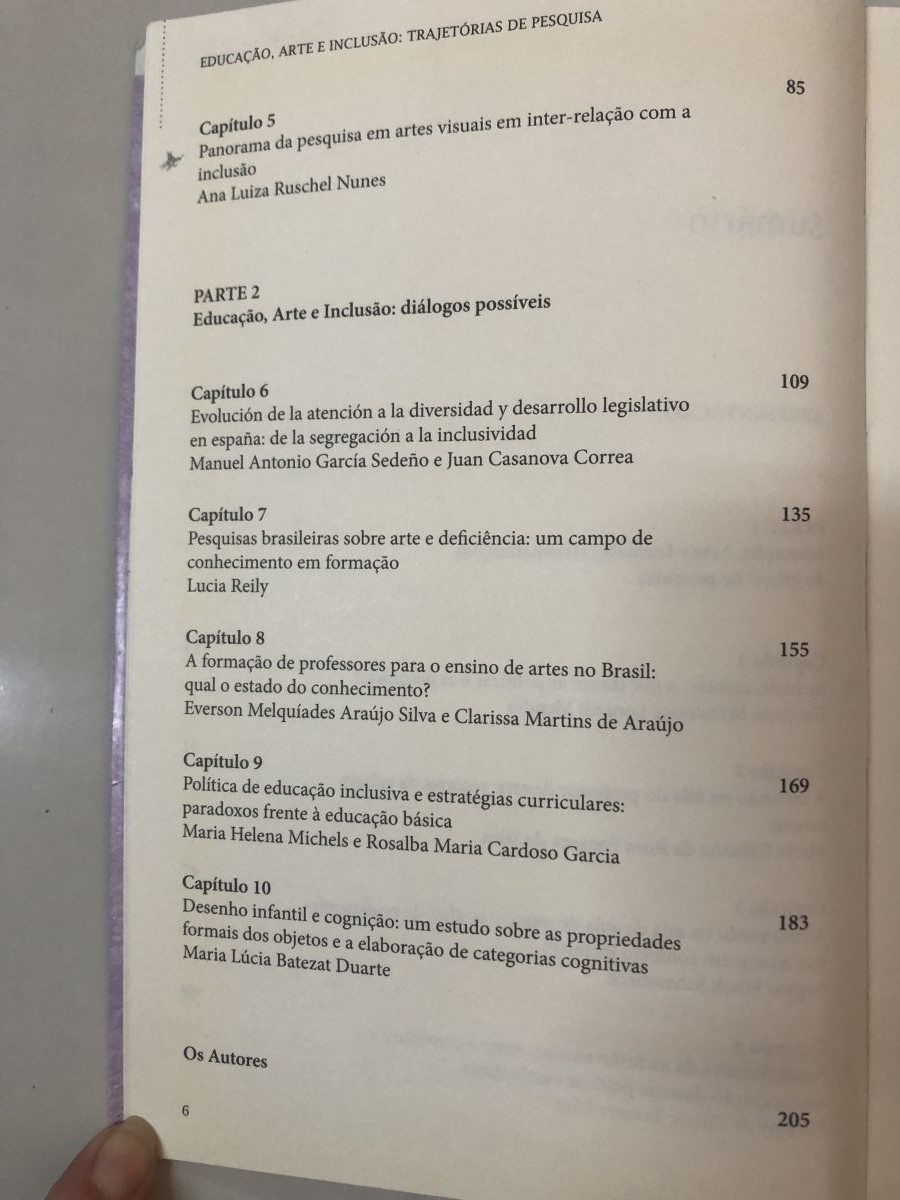 EDUCAÇÃO, ARTE E INCLUSÃO: TRAJETÓRIAS DE PESQUISA
Capítulo 5 85
Panorama da pesquisa em artes visuais em inter-relação com a
inclusão
Ana Luiza Ruschel Nunes
PARTE 2
Educação, Arte e Inclusão: diálogos possíveis
Capítulo 6 109
Evolución de la atención a la diversidad y desarrollo legislativo
en españa: de la segregación a la inclusividad
Manuel Antonio García Sedeño e Juan Casanova Correa
Capítulo 7 135
Pesquisas brasileiras sobre arte e deficiência: um campo de
conhecimento em formação
Lucia Reily
Capítulo 8 155
A formação de professores para o ensino de artes no Brasil:
qual o estado do conhecimento?
Everson Melquíades Araújo Silva e Clarissa Martins de Araújo
Capítulo 9 169
Política de educação inclusiva e estratégias curriculares:
paradoxos frente à educação básica
Maria Helena Michels e Rosalba Maria Cardoso Garcia
Capítulo 10 183
Desenho infantil e cognição: um estudo sobre as propriedades
formais dos objetos e a elaboração de categorias cognitivas
Maria Lúcia Batezat Duarte
Os Autores 205
6